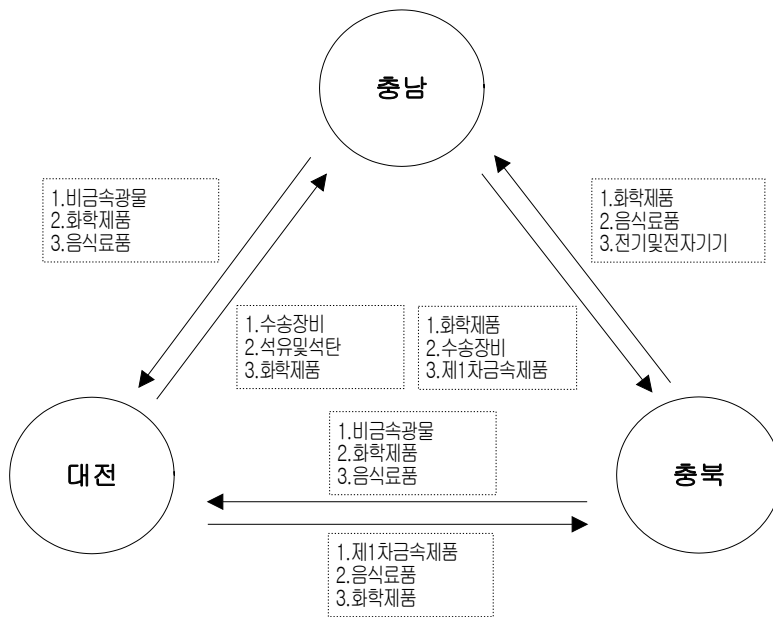 충남
1.비금속광물
2.화학제품
3.음식료품
1.화학제품
2.음식료품
3.전기및전자기기
1.수송장비
2.석유및석탄
3.화학제품
1.화학제품
2.수송장비
3.제1차금속제품
대전
1.비금속광물
2.화학제품
3.음식료품
충북
1.제1차금속제품
2.음식료품
3.화학제품